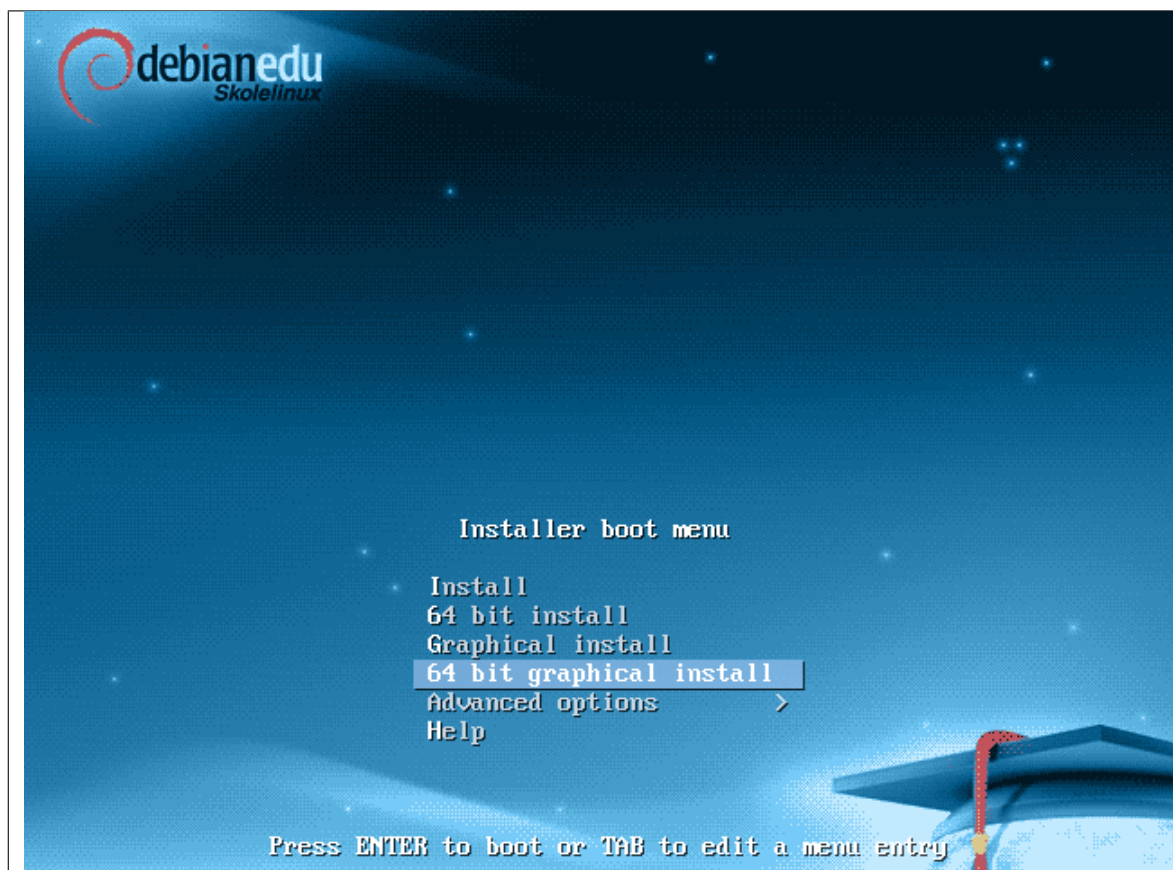 debianedu
Skolelinux
Installer boot menu
Install
64 bit install
Graphical install
64 bit graphical install
Advanced options >
Help
Press ENTER to boot or TAB to edit a menu entry